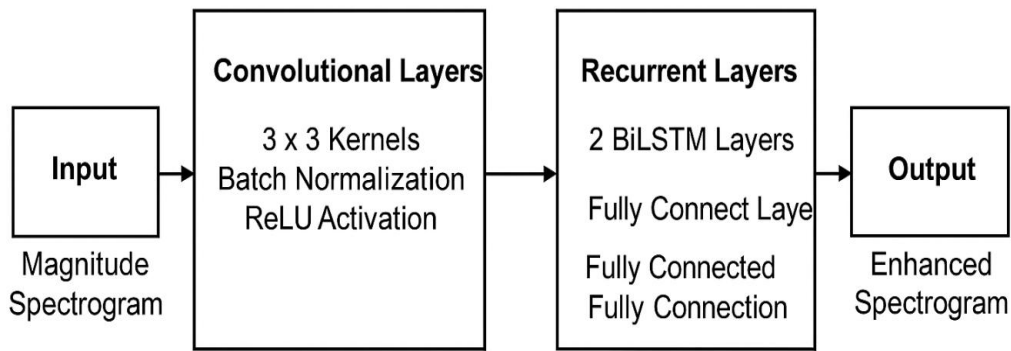 Input
Magnitude
Spectrogram
Convolutional Layers
3 x 3 Kernels
Batch Normalization
ReLU Activation
Recurrent Layers
2 BiLSTM Layers
Fully Connect Laye
Fully Connected
Fully Connection
Output
Enhanced
Spectrogram